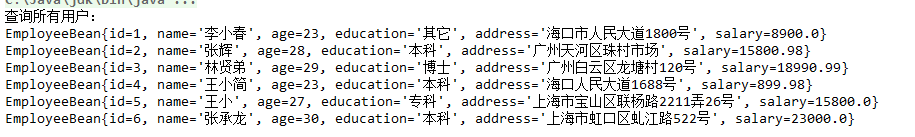 C:\Java\jdk\bin\java ...
查询所有用户：
EmployeeBean{id=1, name='李小春', age=23, education='其它', address='海口市人民大道1800号', salary=8900.0}
EmployeeBean{id=2, name='张辉', age=28, education='本科', address='广州天河区珠村市场', salary=15800.98}
EmployeeBean{id=3, name='林贤弟', age=29, education='博士', address='广州白云区龙塘村120号', salary=18990.99}
EmployeeBean{id=4, name='王小简', age=23, education='本科', address='海口人民大道1688号', salary=899.98}
EmployeeBean{id=5, name='王小', age=27, education='专科', address='上海市宝山区联杨路2211弄26号', salary=15800.0}
EmployeeBean{id=6, name='张承龙', age=30, education='本科', address='上海市虹口区虬江路522号', salary=23000.0}